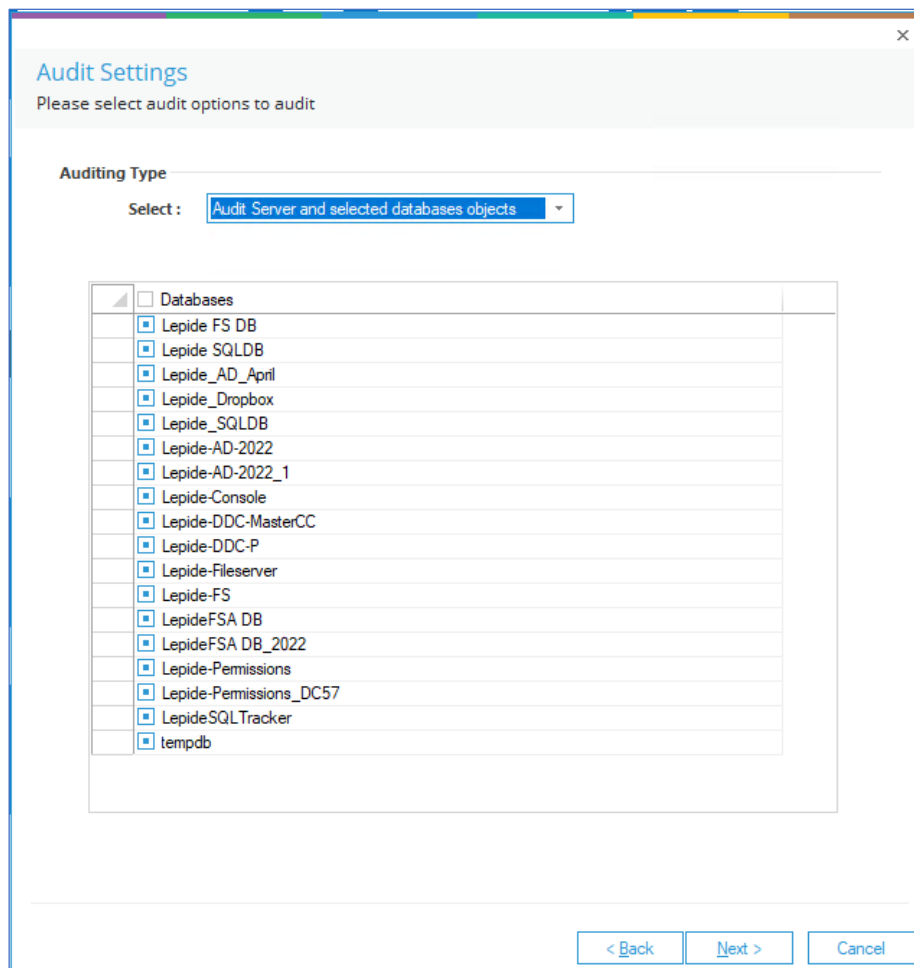 Audit Settings
Please select audit options to audit
Auditing Type
Select : Audit Server and selected databases objects
Databases
Lepide FS DB
Lepide SQLDB
Lepide_AD_April
Lepide_Dropbox
Lepide_SQLDB
Lepide-AD-2022
Lepide-AD-2022_1
Lepide-Console
Lepide-DDC-MasterCC
Lepide-DDC-P
Lepide-Fileserver
Lepide-FS
LepideFSA DB
LepideFSA DB_2022
Lepide-Permissions
Lepide-Permissions_DC57
LepideSQLTracker
tempdb
< Back Next > Cancel